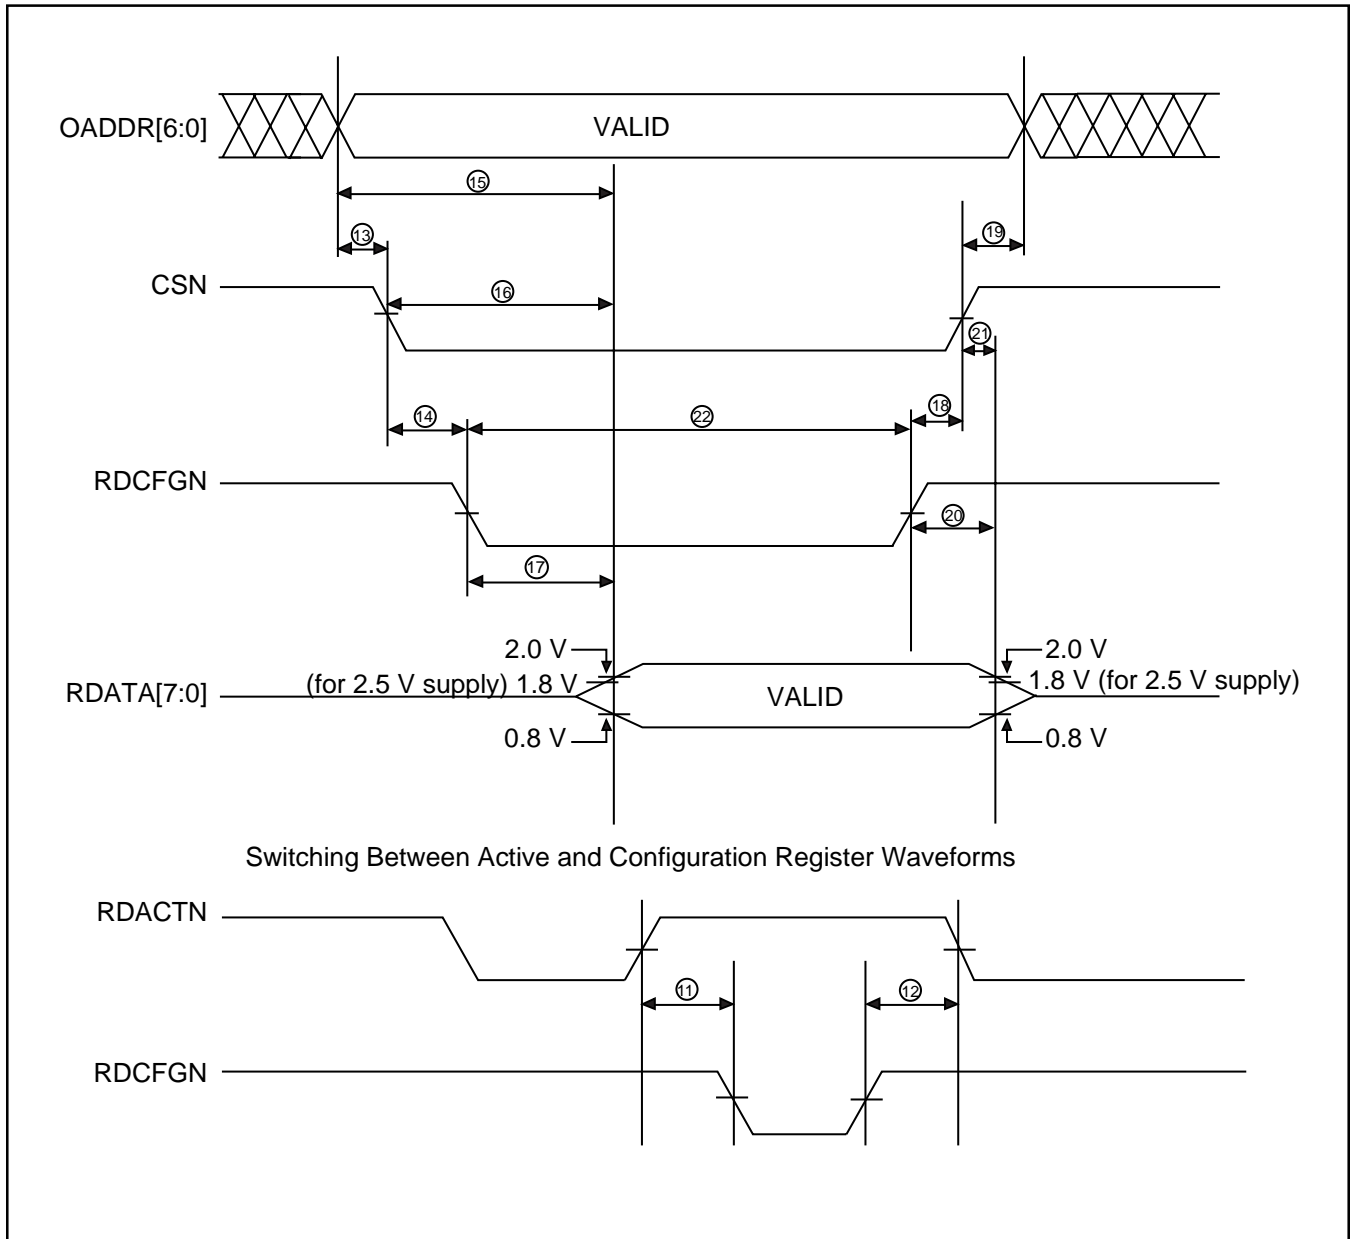 OADDR[6:0]
VALID
15
13
19
CSN
16
21
14
22
18
RDCFGN
20
17
2.0 V
2.0 V
(for 2.5 V supply) 1.8 V
1.8 V (for 2.5 V supply)
RDATA[7:0]
VALID
0.8 V
0.8 V
Switching Between Active and Configuration Register Waveforms
RDACTN
11
12
RDCFGN